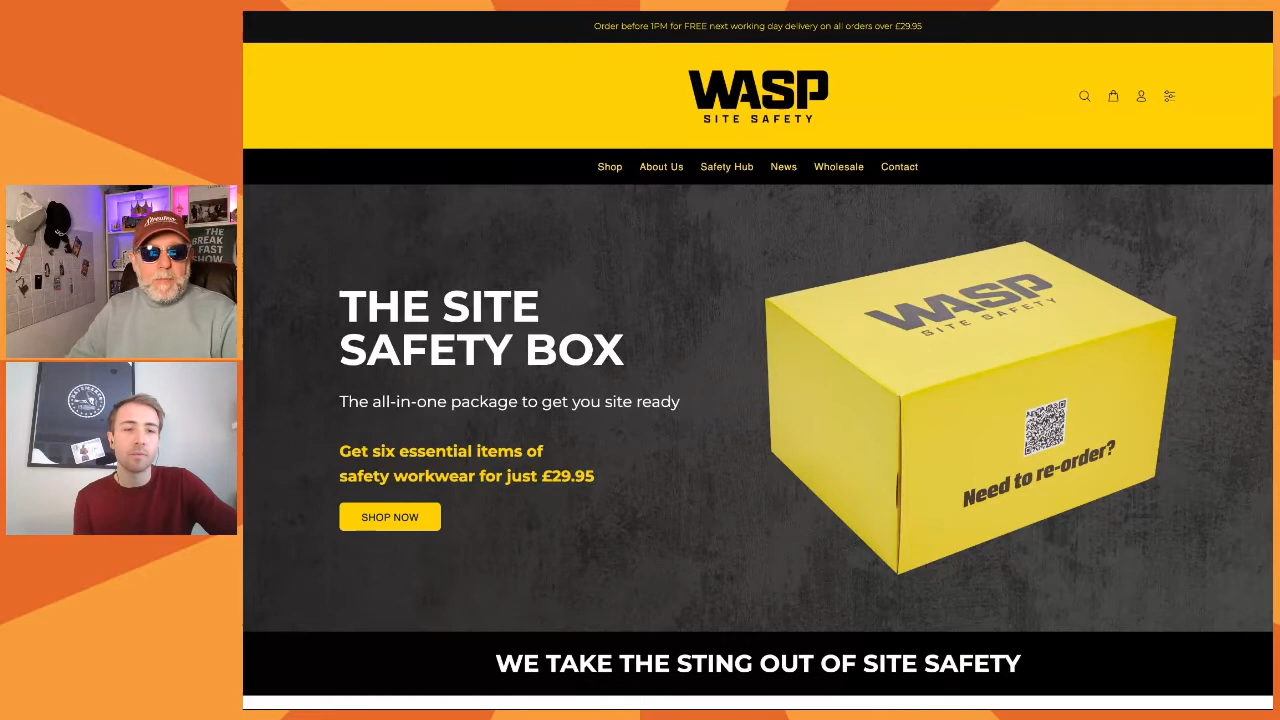 Order before 1PM for FREE next working day delivery on all orders over £29.95
WASP
SITE SAFETY
Shop About Us Safety Hub News Wholesale Contact
THE
BREAK
FAST
SHOW
THE SITE
SAFETY BOX
The all-in-one package to get you site ready
Get six essential items of
safety workwear for just £29.95
SHOP NOW
WASP
SITE SAFETY
Need to re-order?
WE TAKE THE STING OUT OF SITE SAFETY